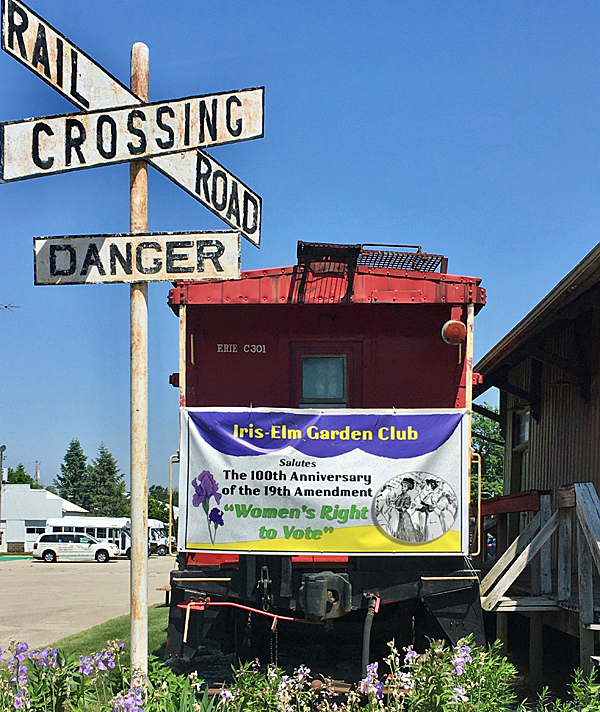 RAIL
CROSSING
ROAD
DANGER
ERIE C301
Iris-Elm Garden Club
Salutes
The 100th Anniversary
of the 19th Amendment
"Women's Right
to Vote"